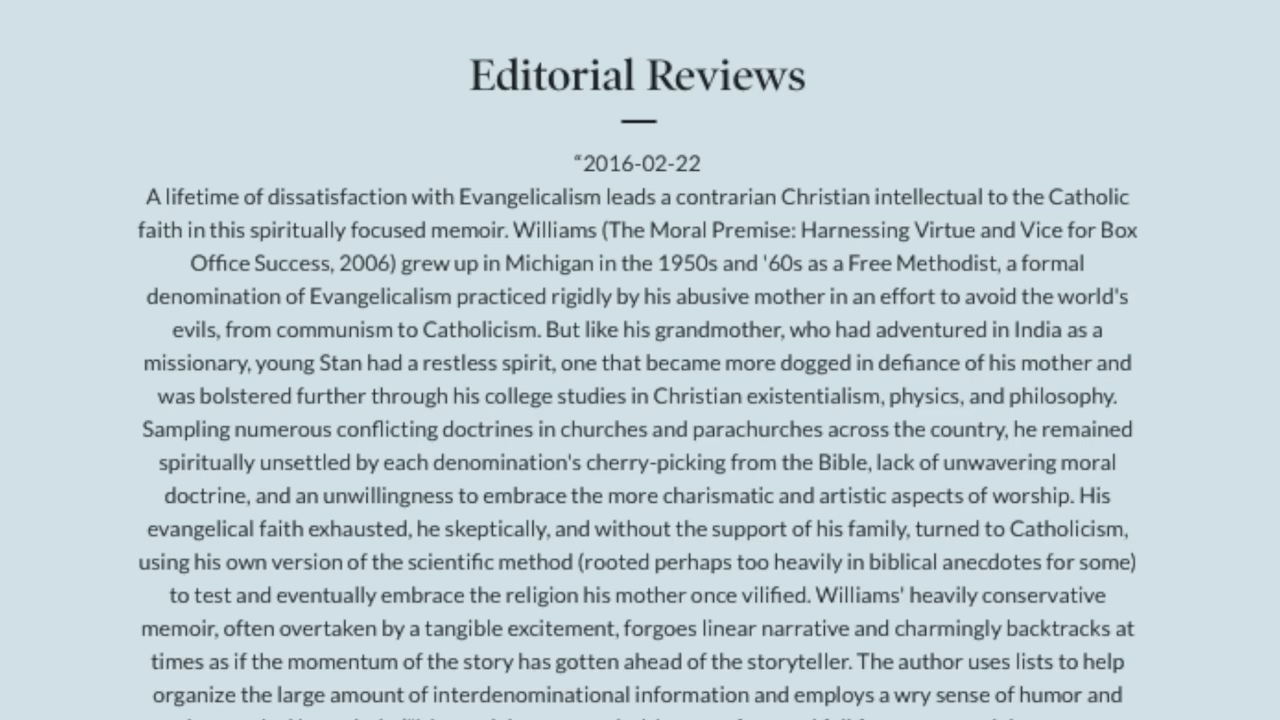 Editorial Reviews
“2016-02-22
A lifetime of dissatisfaction with Evangelicalism leads a contrarian Christian intellectual to the Catholic
faith in this spiritually focused memoir. Williams (The Moral Premise: Harnessing Virtue and Vice for Box
Office Success, 2006) grew up in Michigan in the 1950s and '60s as a Free Methodist, a formal
denomination of Evangelicalism practiced rigidly by his abusive mother in an effort to avoid the world's
evils, from communism to Catholicism. But like his grandmother, who had adventured in India as a
missionary, young Stan had a restless spirit, one that became more dogged in defiance of his mother and
was bolstered further through his college studies in Christian existentialism, physics, and philosophy.
Sampling numerous conflicting doctrines in churches and parachurches across the country, he remained
spiritually unsettled by each denomination's cherry-picking from the Bible, lack of unwavering moral
doctrine, and an unwillingness to embrace the more charismatic and artistic aspects of worship. His
evangelical faith exhausted, he skeptically, and without the support of his family, turned to Catholicism,
using his own version of the scientific method (rooted perhaps too heavily in biblical anecdotes for some)
to test and eventually embrace the religion his mother once vilified. Williams' heavily conservative
memoir, often overtaken by a tangible excitement, forgoes linear narrative and charmingly backtracks at
times as if the momentum of the story has gotten ahead of the storyteller. The author uses lists to help
organize the large amount of interdenominational information and employs a wry sense of humor and